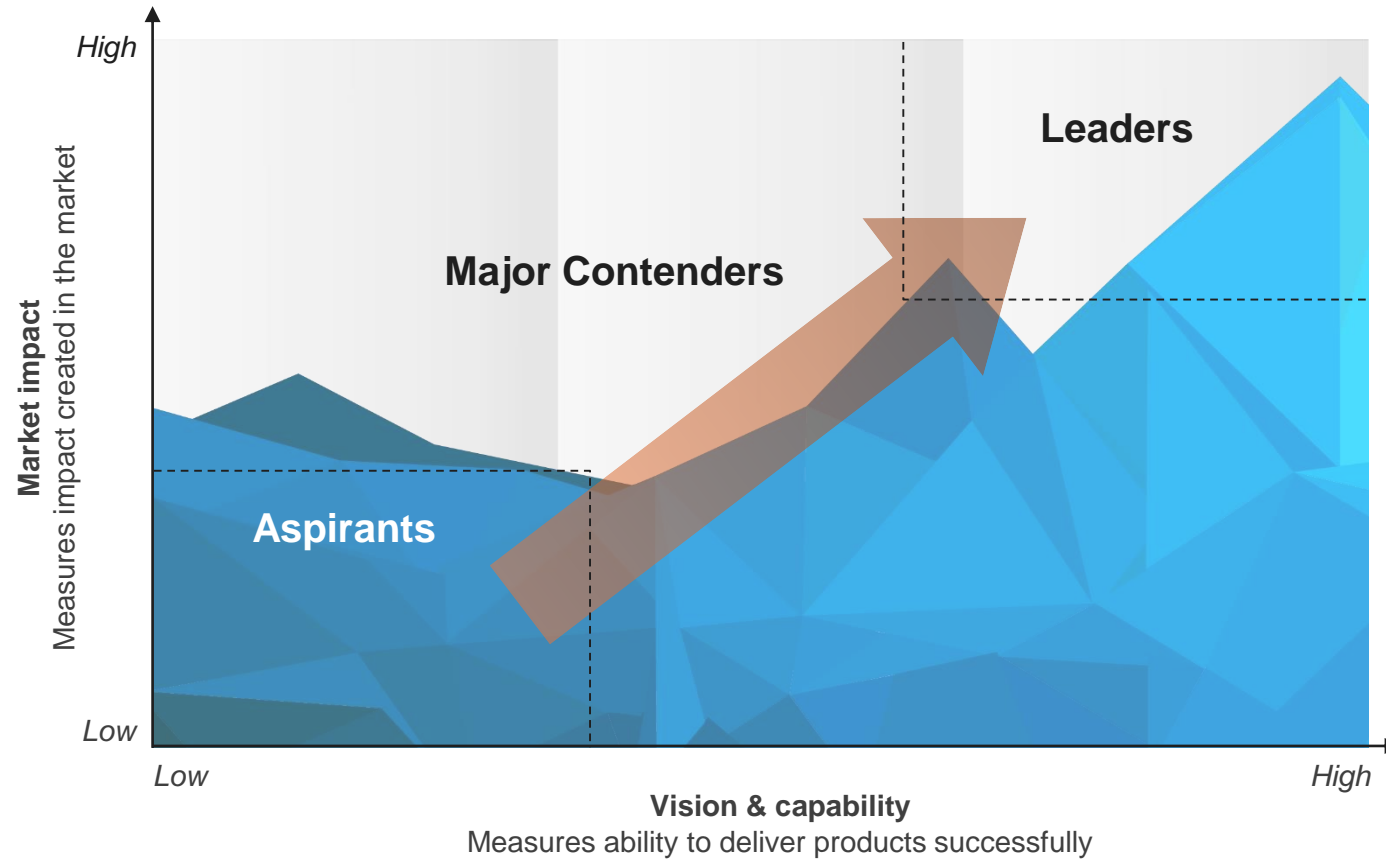 High
Leaders
Major Contenders
Market impact
Measures impact created in the market
Aspirants
Low
Low
High
Vision & capability
Measures ability to deliver products successfully